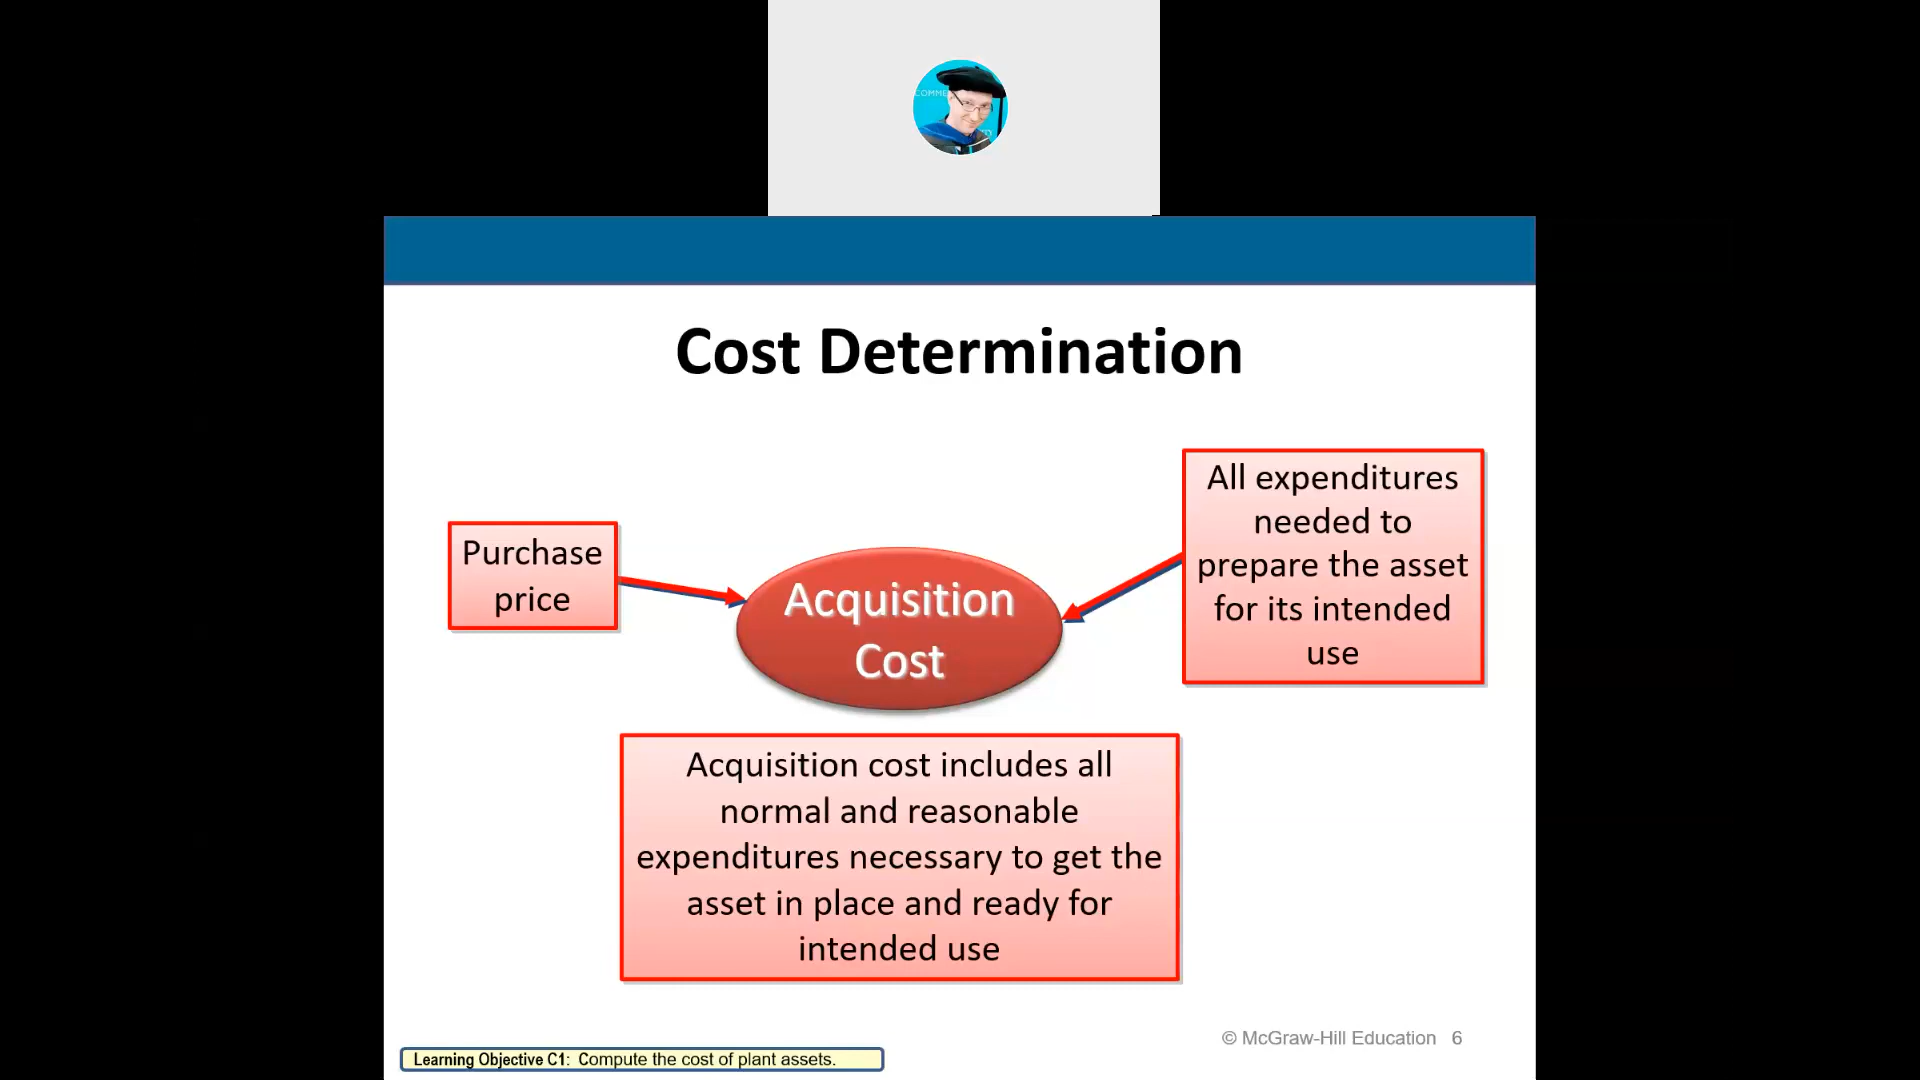 COMME
Cost Determination
Purchase
price
Acquisition
Cost
All expenditures
needed to
prepare the asset
for its intended
use
Acquisition cost includes all
normal and reasonable
expenditures necessary to get the
asset in place and ready for
intended use
© McGraw-Hill Education 6
Learning Objective C1: Compute the cost of plant assets.